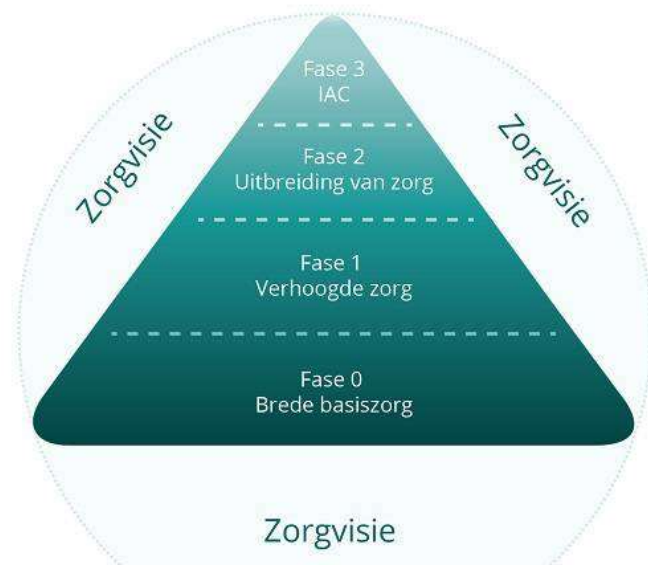 Fase 3
IAC
Fase 2
Uitbreiding van zorg
Fase 1
Verhoogde zorg
Fase 0
Brede basiszorg
Zorgvisie
Zorgvisie
Zorgvisie